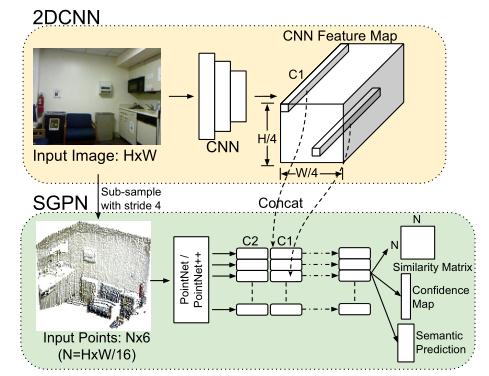 2DCNN
CNN Feature Map
C1
Input Image: HxW
CNN
H/4
W/4
Sub-sample
with stride 4
Concat
SGPN
PointNet /
PointNet++
C2
C1
N
N
Similarity Matrix
Confidence
Map
Semantic
Prediction
Input Points: Nx6
(N=HxW/16)